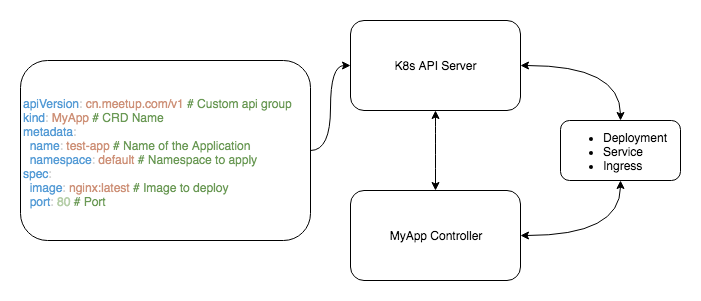 apiVersion: cn.meetup.com/v1 # Custom api group
kind: MyApp # CRD Name
metadata:
  name: test-app # Name of the Application
  namespace: default # Namespace to apply
spec:
  image: nginx:latest # Image to deploy
  port: 80 # Port
K8s API Server
MyApp Controller
• Deployment
• Service
• Ingress